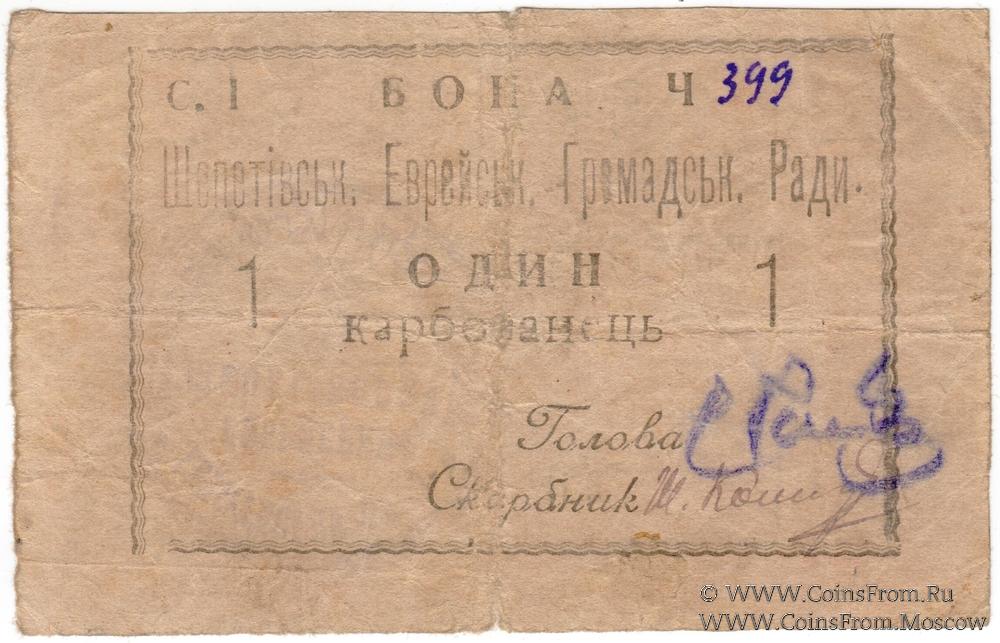 С. І БОНА Ч 399
Шепетівськ. Еврейськ. Громадськ. Ради.
1 ОДИН 1
карбованець
Голова
Скарбник
© WWW.CoinsFrom.Ru
WWW.CoinsFrom.Moscow